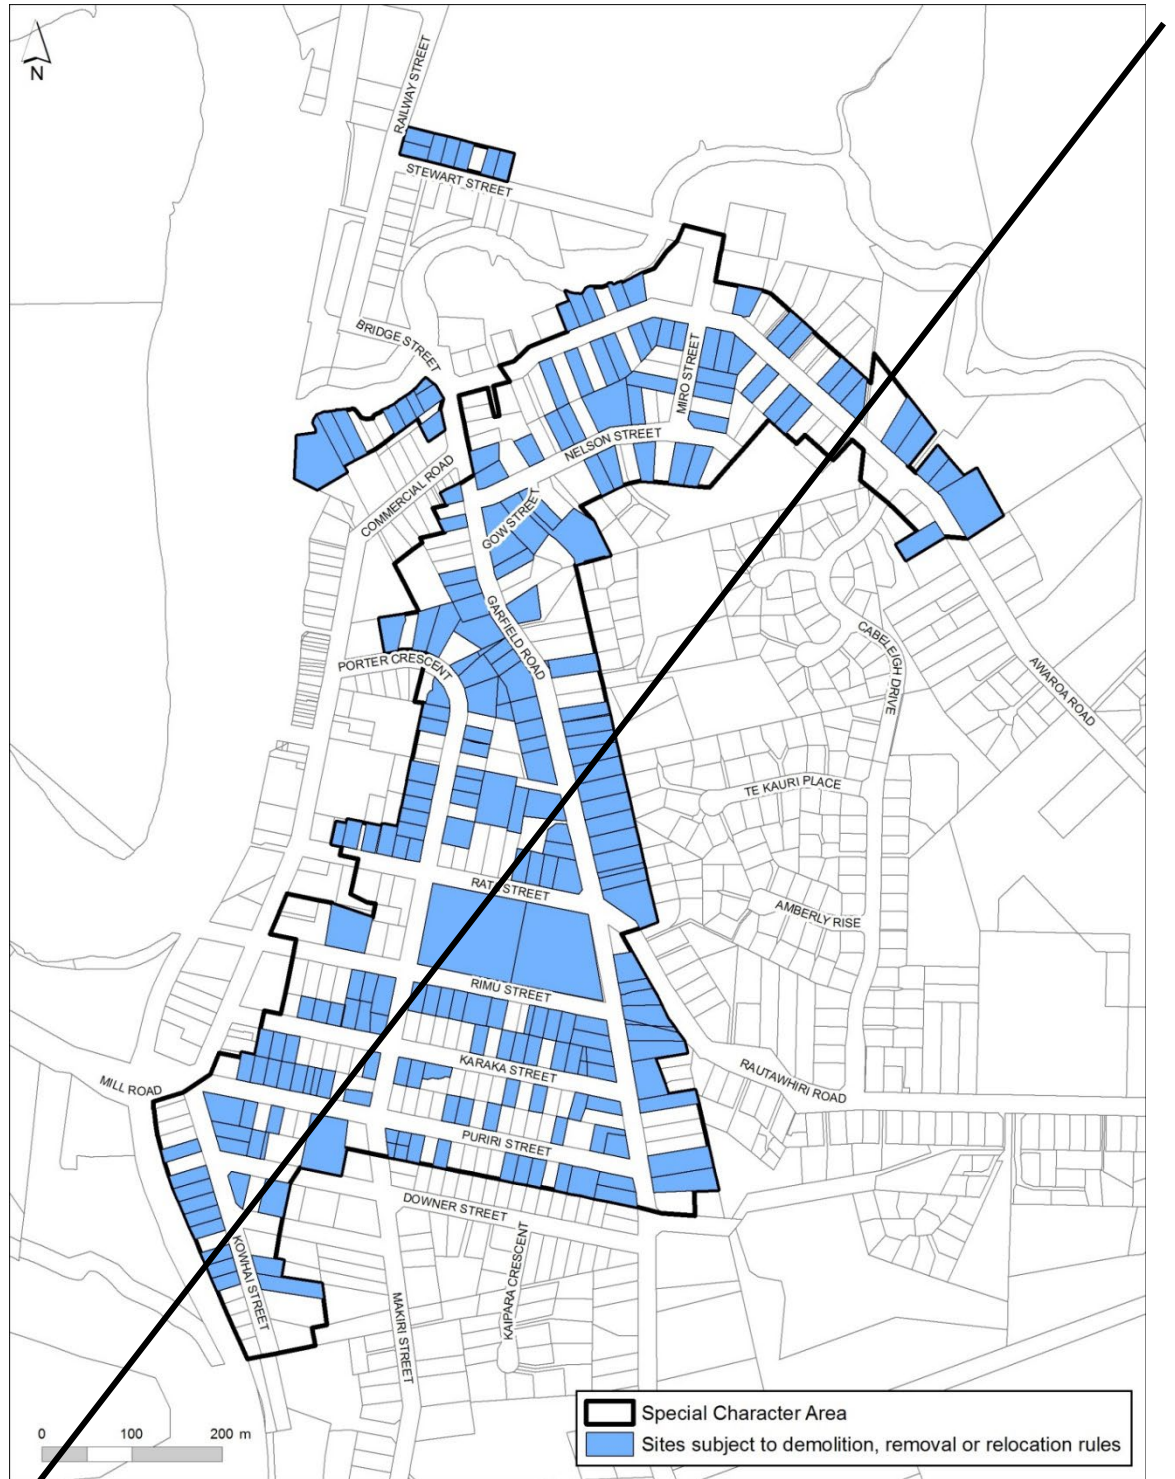 N
RAILWAY STREET
STEWART STREET
BRIDGE STREET
MIRO STREET
NELSON STREET
COMMERCIAL ROAD
GOW STREET
GARFIELD ROAD
CABELEIGH DRIVE
PORTER CRESCENT
AWAROA ROAD
TE KAURI PLACE
RATA STREET
AMBERLY RISE
RIMU STREET
KARAKA STREET
RAUTAWHIRI ROAD
MILL ROAD
PURIRI STREET
DOWNER STREET
KOWHAI STREET
KAIPARA CRESCENT
MAKIRI STREET
Special Character Area
Sites subject to demolition, removal or relocation rules
0 100 200 m